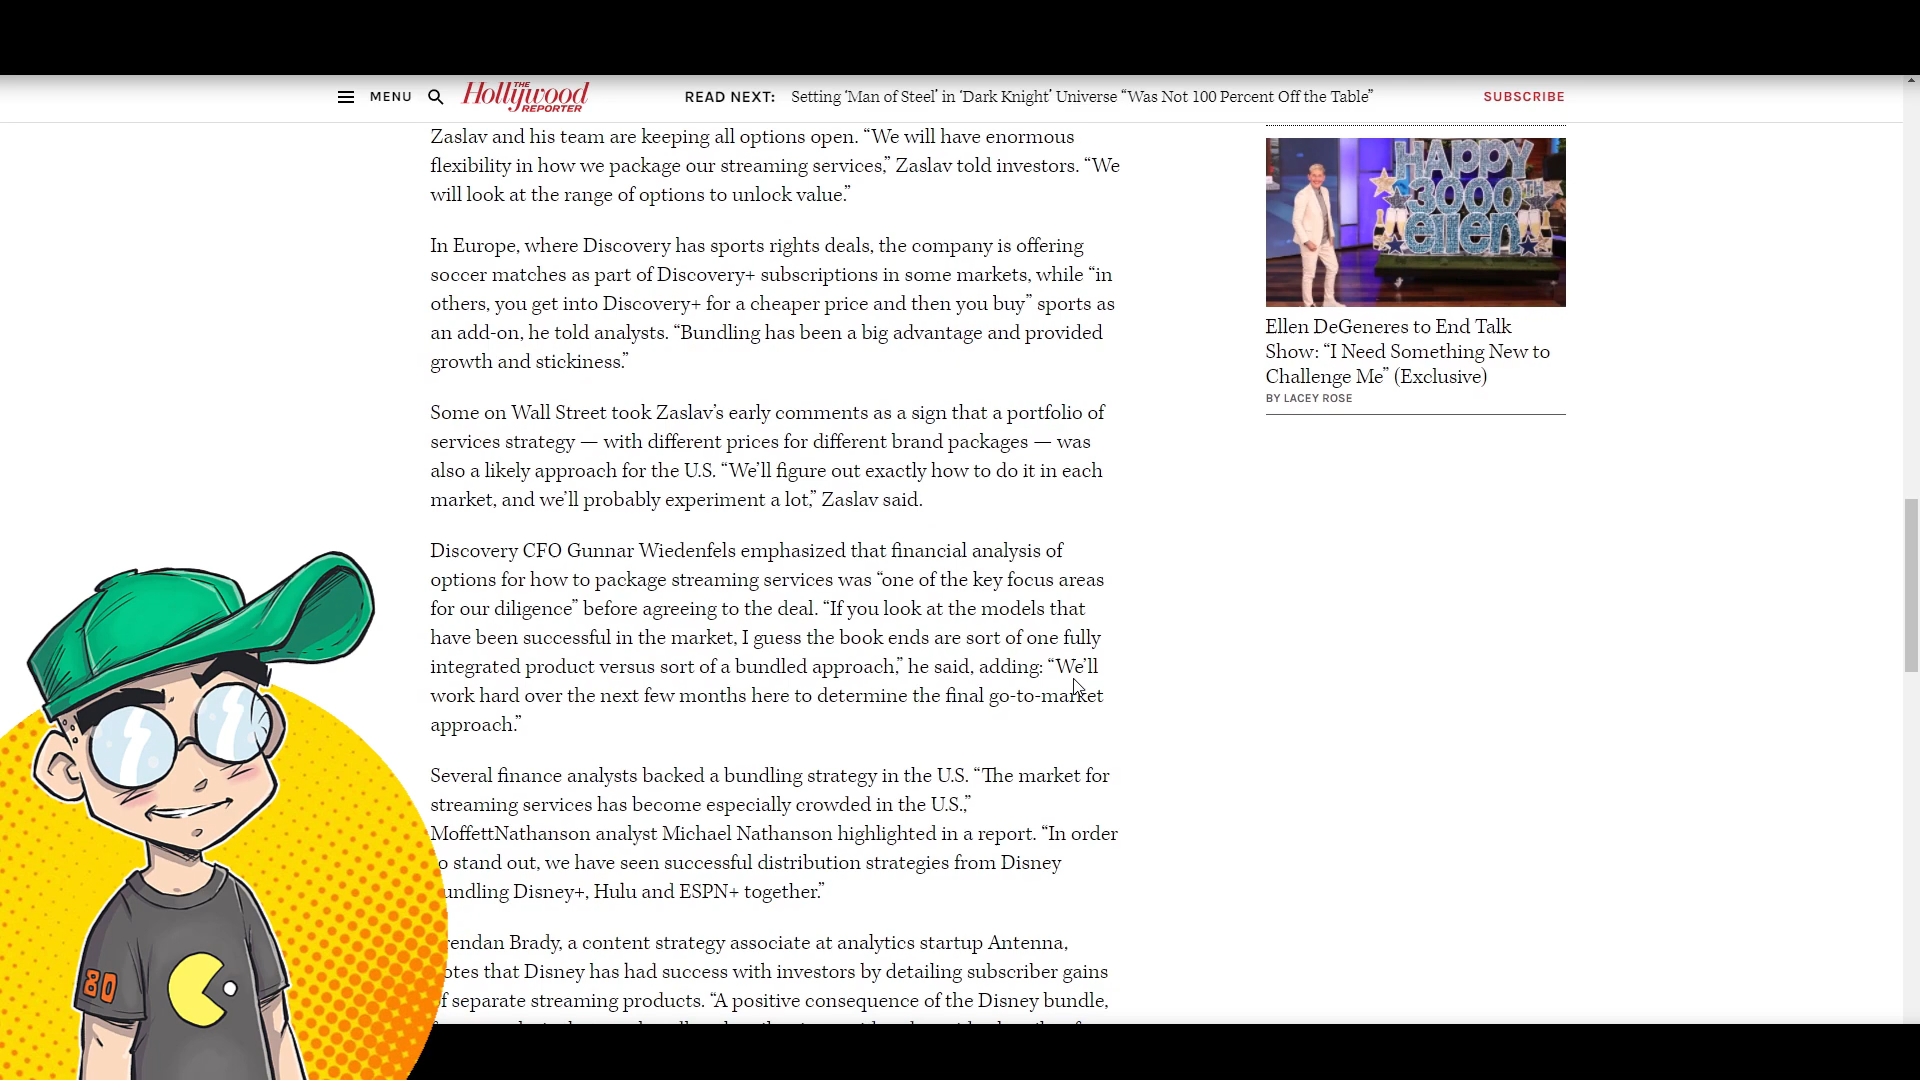 MENU
THE
Hollywood
REPORTER
READ NEXT: Setting ‘Man of Steel’ in ‘Dark Knight’ Universe “Was Not 100 Percent Off the Table”
SUBSCRIBE
Zaslav and his team are keeping all options open. “We will have enormous
flexibility in how we package our streaming services,” Zaslav told investors. “We
will look at the range of options to unlock value.”
In Europe, where Discovery has sports rights deals, the company is offering
soccer matches as part of Discovery+ subscriptions in some markets, while “in
others, you get into Discovery+ for a cheaper price and then you buy” sports as
an add-on, he told analysts. “Bundling has been a big advantage and provided
growth and stickiness.”
Some on Wall Street took Zaslav’s early comments as a sign that a portfolio of
services strategy — with different prices for different brand packages — was
also a likely approach for the U.S. “We’ll figure out exactly how to do it in each
market, and we’ll probably experiment a lot,” Zaslav said.
Discovery CFO Gunnar Wiedenfels emphasized that financial analysis of
options for how to package streaming services was “one of the key focus areas
for our diligence” before agreeing to the deal. “If you look at the models that
have been successful in the market, I guess the book ends are sort of one fully
integrated product versus sort of a bundled approach,” he said, adding: “We’ll
work hard over the next few months here to determine the final go-to-market
approach.”
Several finance analysts backed a bundling strategy in the U.S. “The market for
streaming services has become especially crowded in the U.S.,”
MoffettNathanson analyst Michael Nathanson highlighted in a report. “In order
o stand out, we have seen successful distribution strategies from Disney
undling Disney+, Hulu and ESPN+ together.”
rendan Brady, a content strategy associate at analytics startup Antenna,
otes that Disney has had success with investors by detailing subscriber gains
f separate streaming products. “A positive consequence of the Disney bundle,
HAPPY
3000TH
ellen
Ellen DeGeneres to End Talk
Show: “I Need Something New to
Challenge Me” (Exclusive)
BY LACEY ROSE
80